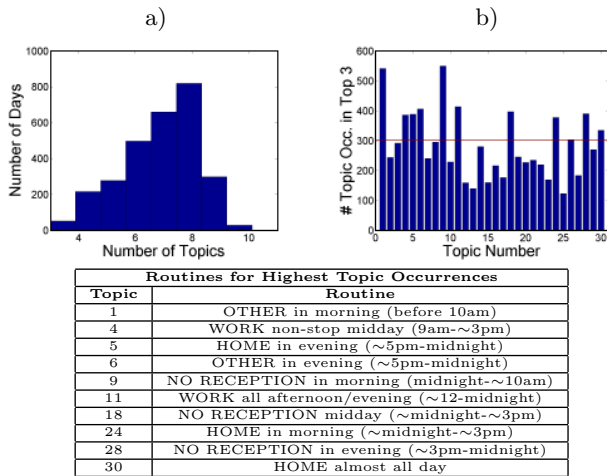 a)
b)
1000
800
600
400
200
0
Number of Days
4
6
8
10
Number of Topics
600
500
400
300
200
100
0
# Topic Occ. in Top 3
0
5
10
15
20
25
30
Topic Number
Routines for Highest Topic Occurrences
Topic Routine
1 OTHER in morning (before 10am)
4 WORK non-stop midday (9am-∼3pm)
5 HOME in evening (∼5pm-midnight)
6 OTHER in evening (∼5pm-midnight)
9 NO RECEPTION in morning (midnight-∼10am)
11 WORK all afternoon/evening (∼12-midnight)
18 NO RECEPTION midday (∼midnight-∼3pm)
24 HOME in morning (∼midnight-∼3pm)
28 NO RECEPTION in evening (∼3pm-midnight)
30 HOME almost all day